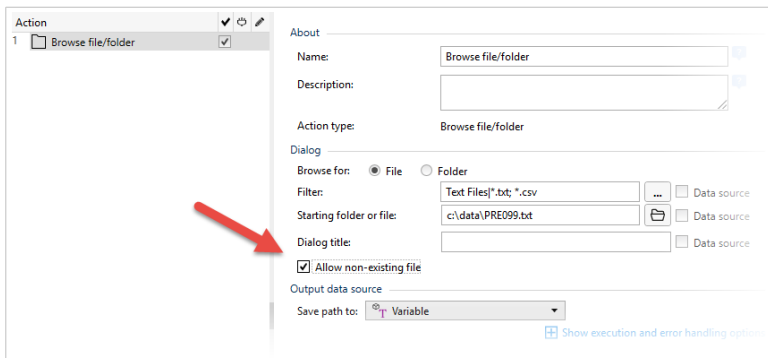 Action
1 Browse file/folder
About
Name: Browse file/folder
Description:
Action type: Browse file/folder
Dialog
Browse for: File Folder
Filter: Text Files|*.txt; *.csv ... Data source
Starting folder or file: c:\data\PRE099.txt Data source
Dialog title: Data source
Allow non-existing file
Output data source
Save path to: T Variable
Show execution and error handling options